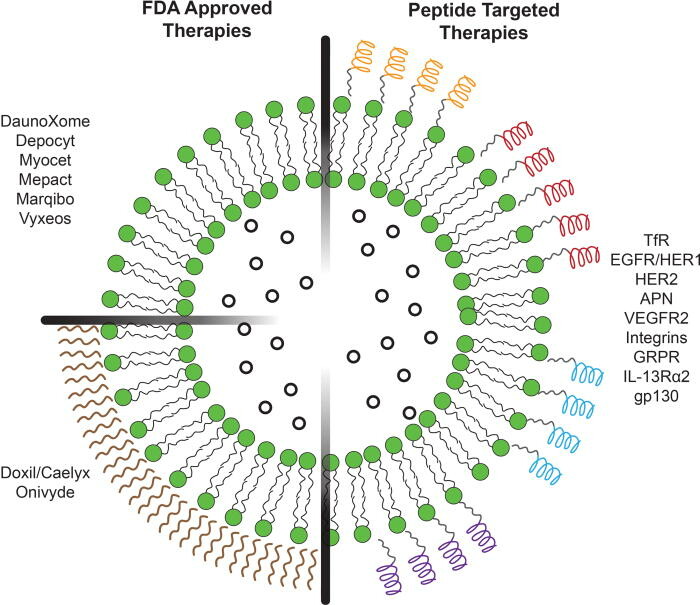 FDA Approved
Therapies
Peptide Targeted
Therapies
DaunoXome
Depocyt
Myocet
Mepact
Marqibo
Vyxeos
TfR
EGFR/HER1
HER2
APN
VEGFR2
Integrins
GRPR
IL-13Rα2
gp130
Doxil/Caelyx
Onivyde